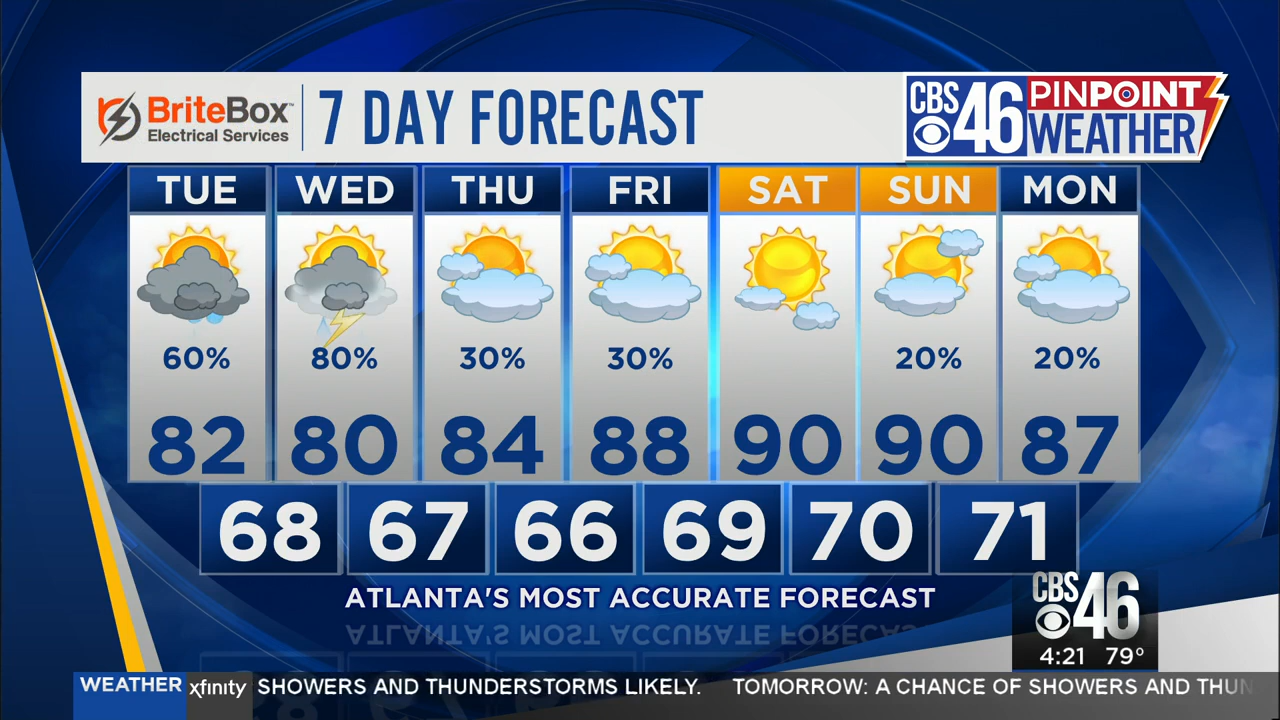 BriteBox™
Electrical Services
7 DAY FORECAST
CBS 46 PINPOINT WEATHER
TUE WED THU FRI SAT SUN MON
60% 80% 30% 30% 20% 20%
82 80 84 88 90 90 87
68 67 66 69 70 71
ATLANTA'S MOST ACCURATE FORECAST
CBS 46
4:21 79°
WEATHER xfinity SHOWERS AND THUNDERSTORMS LIKELY. TOMORROW: A CHANCE OF SHOWERS AND THUN